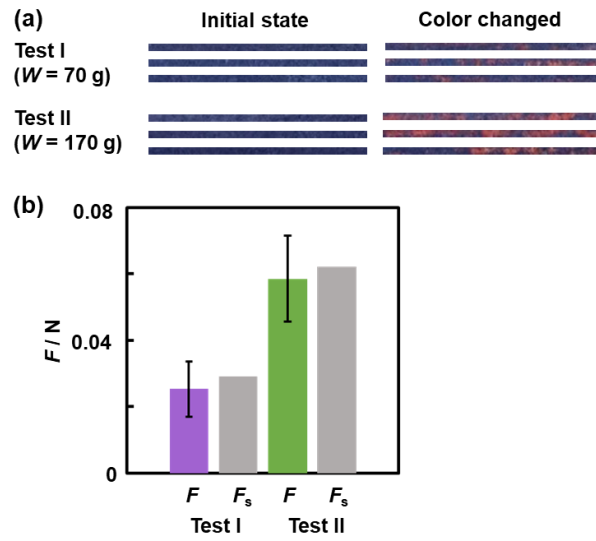 (a)
Initial state
Color changed
Test I
(W = 70 g)
Test II
(W = 170 g)
(b)
0.08
0.04
0
F / N
F
Fs
F
Fs
Test I
Test II